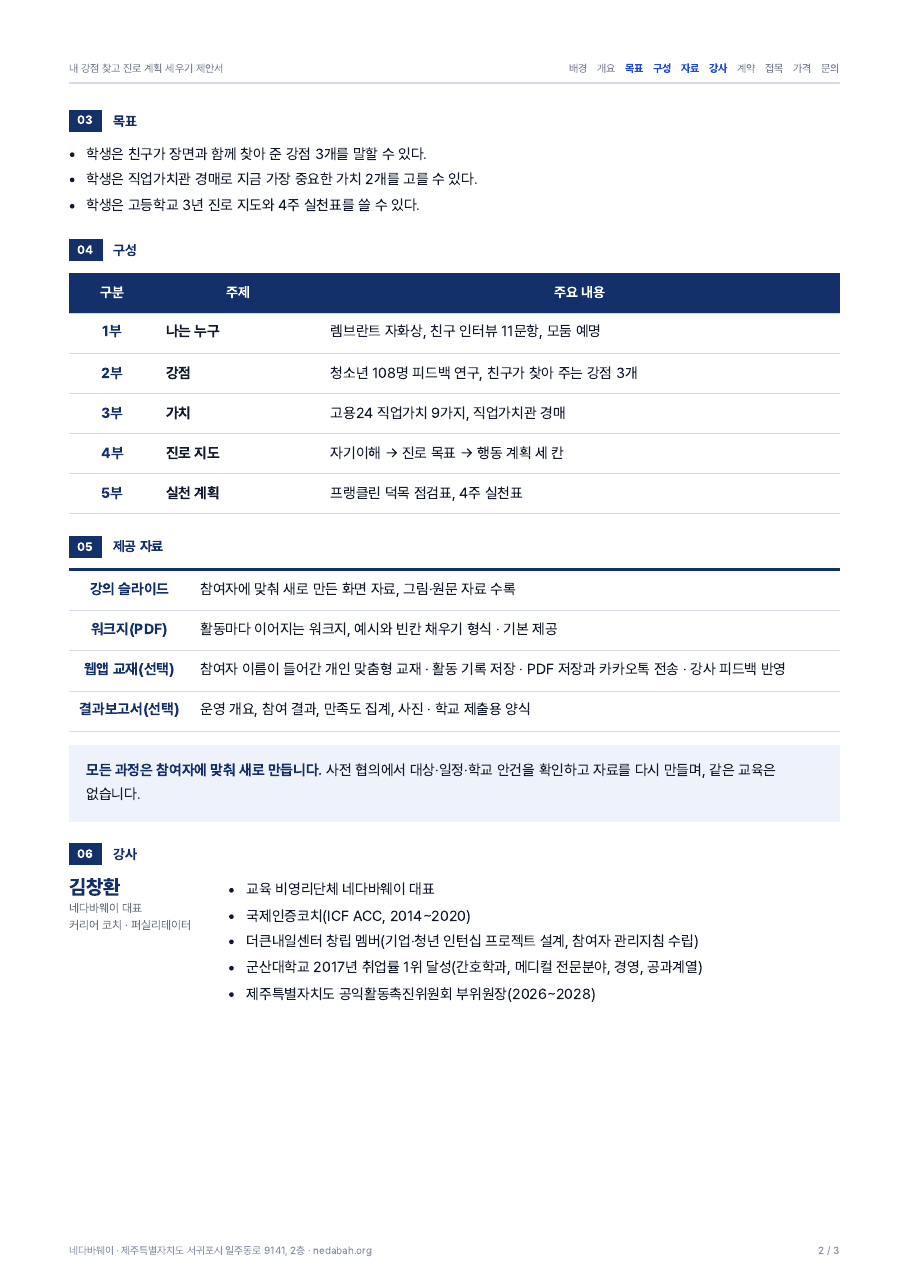 내 강점 찾고 진로 계획 세우기 제안서
배경 개요 목표 구성 자료 강사 계약 접목 가격 문의
03 목표
• 학생은 친구가 장면과 함께 찾아 준 강점 3개를 말할 수 있다.
• 학생은 직업가치관 경매로 지금 가장 중요한 가치 2개를 고를 수 있다.
• 학생은 고등학교 3년 진로 지도와 4주 실천표를 쓸 수 있다.
04 구성
구분 주제 주요 내용
1부 나는 누구 렘브란트 자화상, 친구 인터뷰 11문항, 모둠 예명
2부 강점 청소년 108명 피드백 연구, 친구가 찾아 주는 강점 3개
3부 가치 고용24 직업가치 9가지, 직업가치관 경매
4부 진로 지도 자기이해 → 진로 목표 → 행동 계획 세 칸
5부 실천 계획 프랭클린 덕목 점검표, 4주 실천표
05 제공 자료
강의 슬라이드 참여자에 맞춰 새로 만든 화면 자료, 그림·원문 자료 수록
워크지(PDF) 활동마다 이어지는 워크지, 예시와 빈칸 채우기 형식 · 기본 제공
웹앱 교재(선택) 참여자 이름이 들어간 개인 맞춤형 교재 · 활동 기록 저장 · PDF 저장과 카카오톡 전송 · 강사 피드백 반영
결과보고서(선택) 운영 개요, 참여 결과, 만족도 집계, 사진 · 학교 제출용 양식
모든 과정은 참여자에 맞춰 새로 만듭니다. 사전 협의에서 대상·일정·학교 안건을 확인하고 자료를 다시 만들며, 같은 교육은
없습니다.
06 강사
김창환
네다바웨이 대표
커리어 코치 · 퍼실리테이터
• 교육 비영리단체 네다바웨이 대표
• 국제인증코치(ICF ACC, 2014~2020)
• 더큰내일센터 창립 멤버(기업·청년 인턴십 프로젝트 설계, 참여자 관리지침 수립)
• 군산대학교 2017년 취업률 1위 달성(간호학과, 메디컬 전문분야, 경영, 공과계열)
• 제주특별자치도 공익활동촉진위원회 부위원장(2026~2028)
네다바웨이 · 제주특별자치도 서귀포시 일주동로 9141, 2층 · nedabah.org
2 / 3